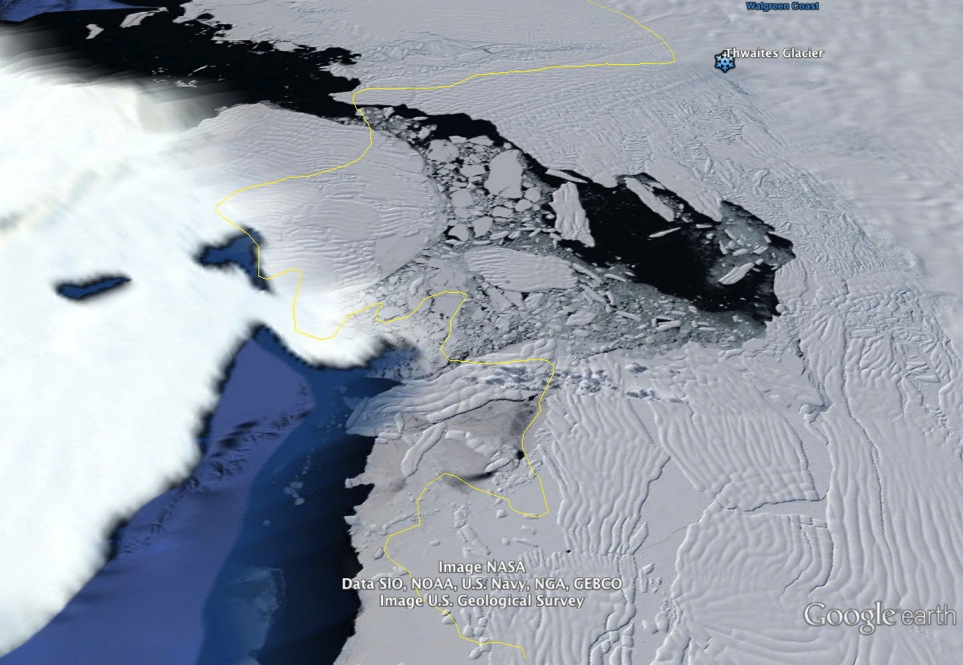 Walgreen Coast
Thwaites Glacier
Image NASA
Data SIO, NOAA, U.S. Navy, NGA, GEBCO
Image U.S. Geological Survey
Google earth